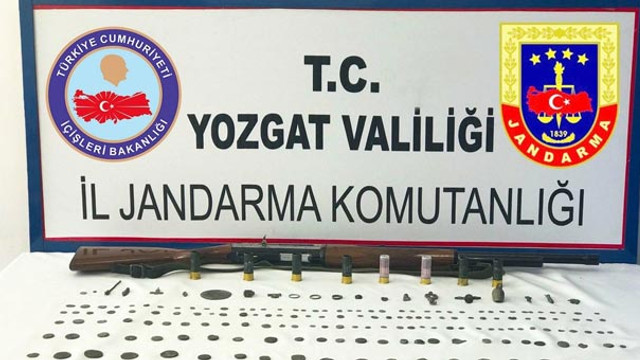 TÜRKİYE CUMHURİYETİ
İÇİŞLERİ BAKANLIĞI
T.C.
YOZGAT VALİLİĞİ
İL JANDARMA KOMUTANLIĞI
1839
JANDARMA